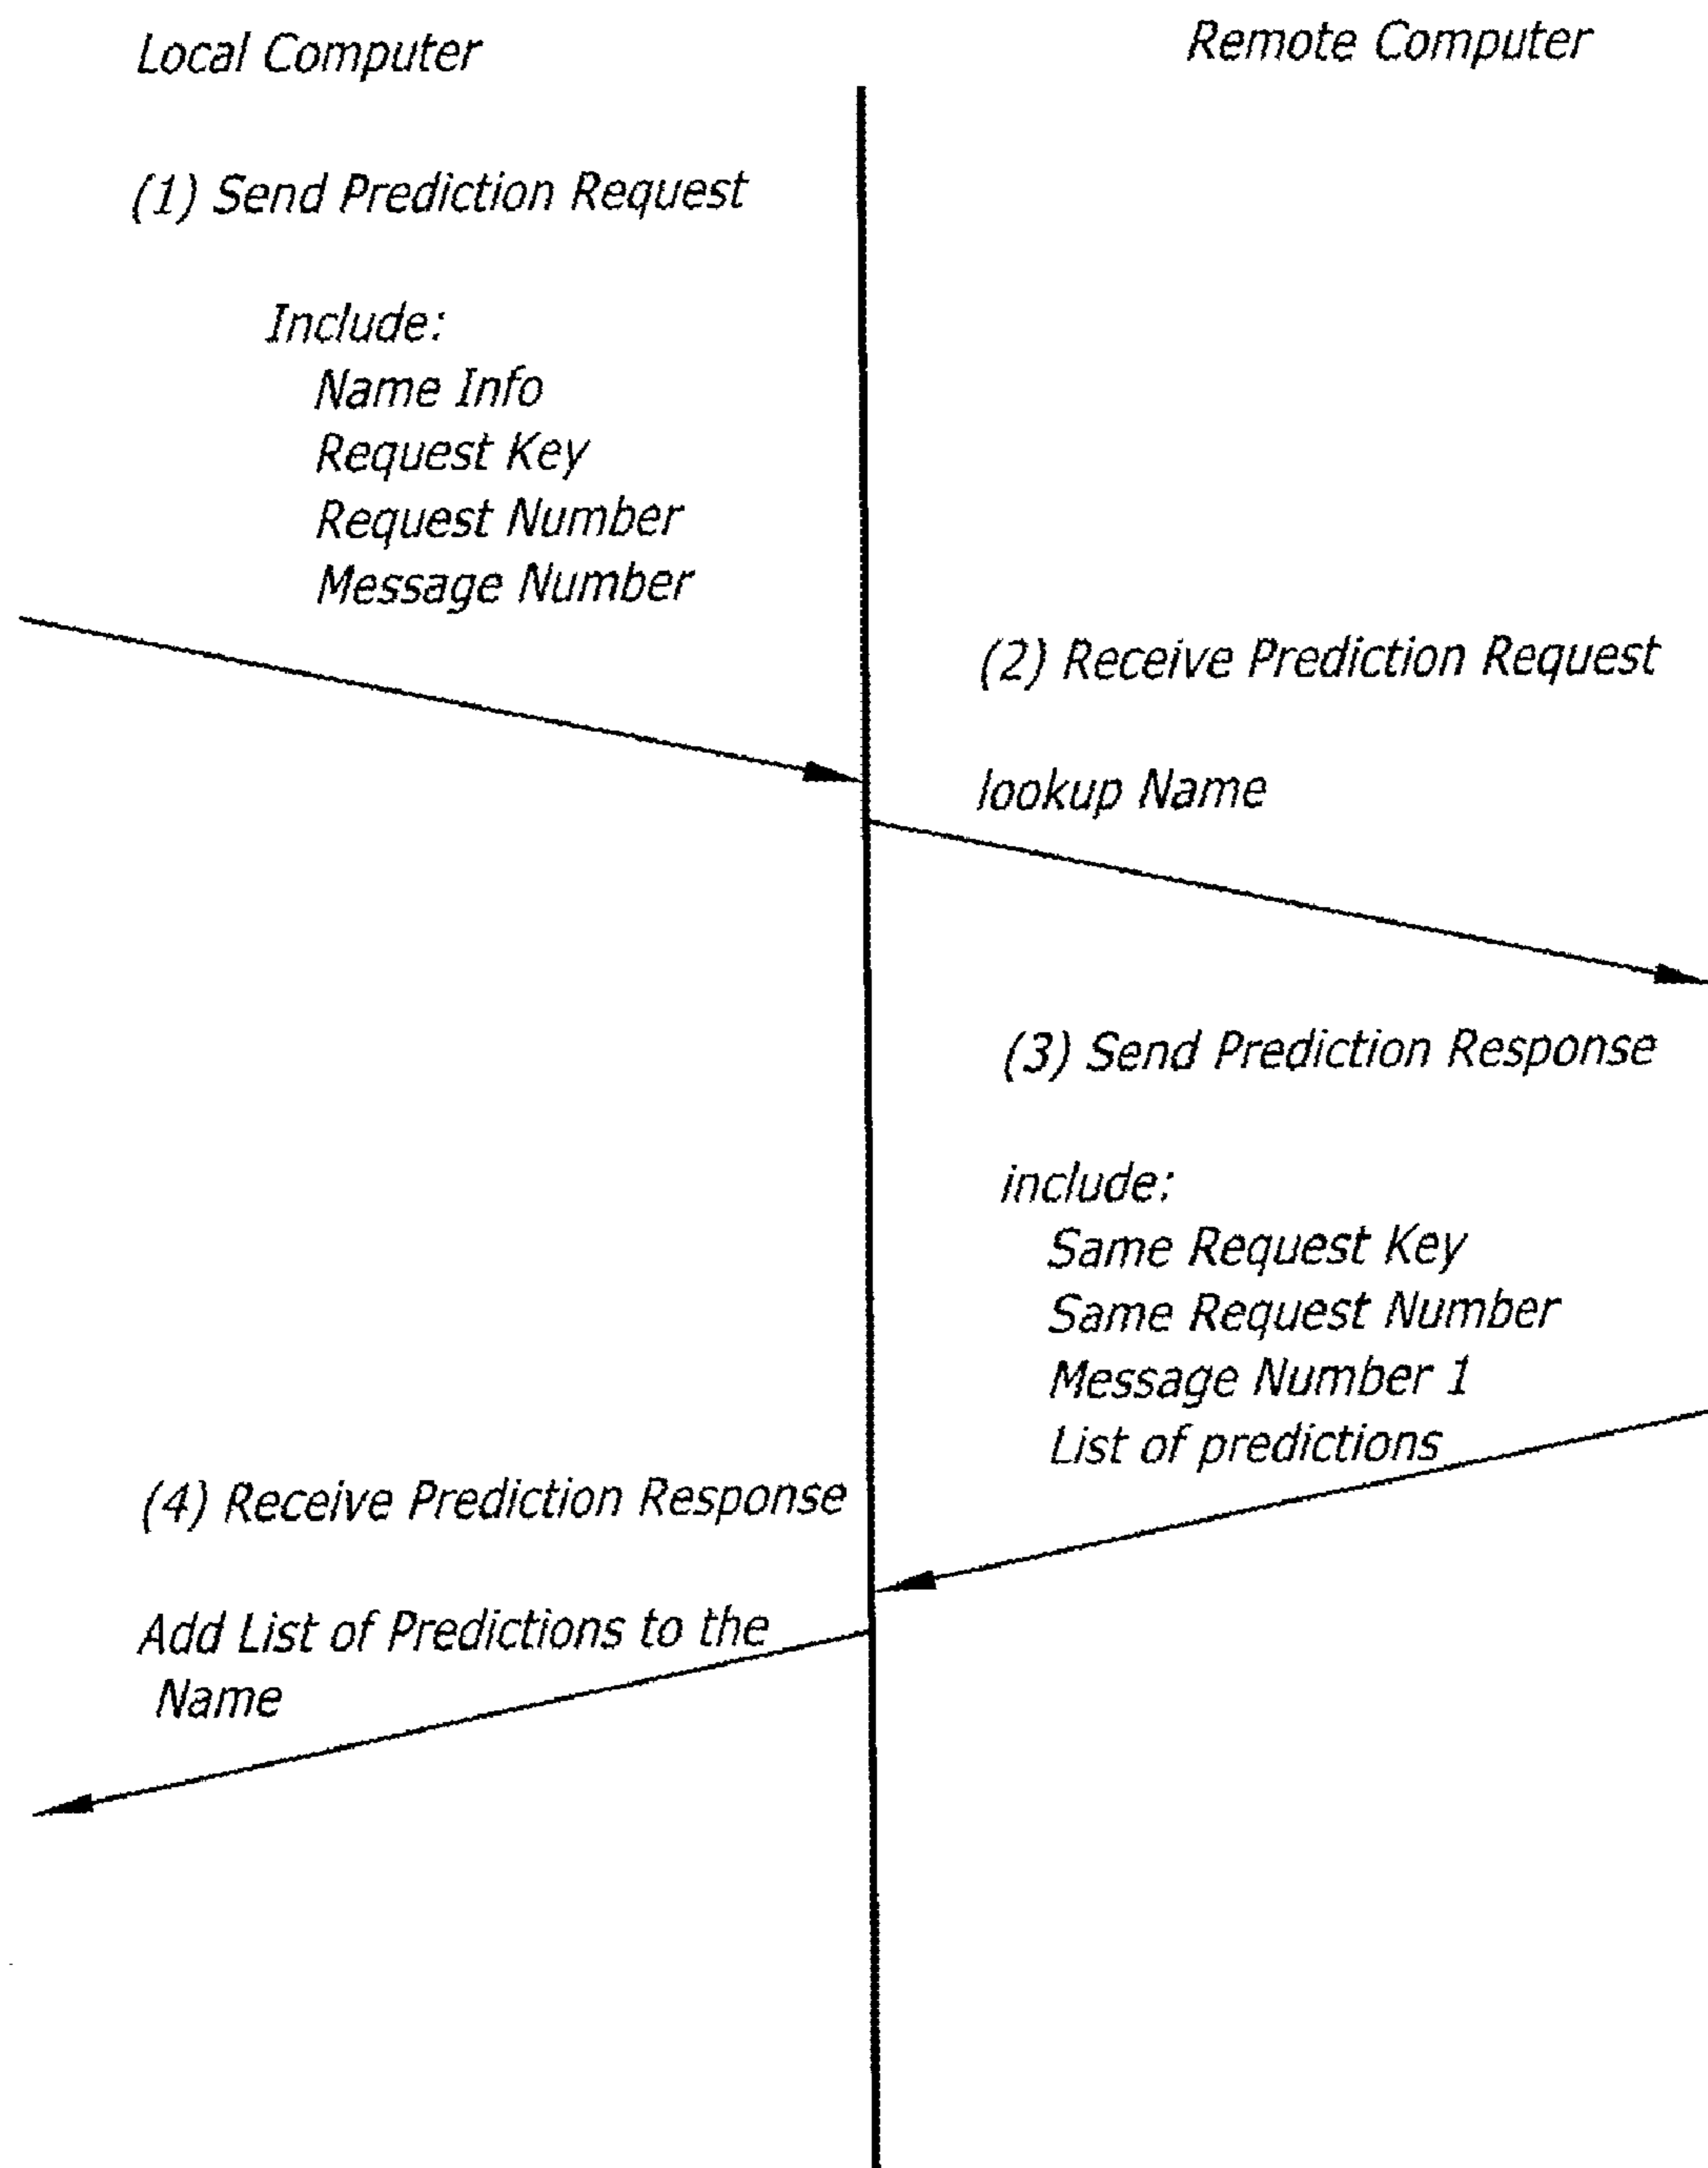 Local Computer
Remote Computer
(1) Send Prediction Request
Include:
Name Info
Request Key
Request Number
Message Number
(2) Receive Prediction Request
lookup Name
(3) Send Prediction Response
include:
Same Request Key
Same Request Number
Message Number 1
List of predictions
(4) Receive Prediction Response
Add List of Predictions to the
Name